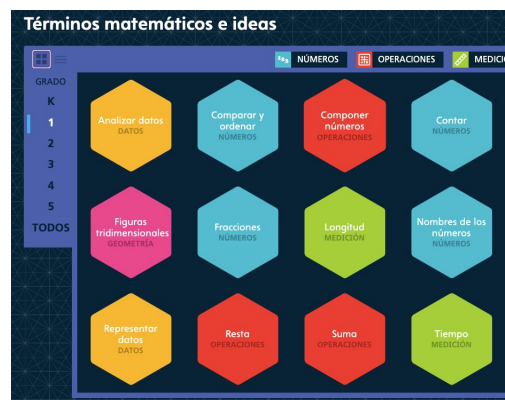 Términos matemáticos e ideas
NÚMEROS OPERACIONES MEDICIÓ
GRADO
K
1
2
3
4
5
TODOS
Analizar datos
DATOS
Comparar y
ordenar
NÚMEROS
Componer
números
OPERACIONES
Contar
NÚMEROS
Figuras
tridimensionales
GEOMETRÍA
Fracciones
NÚMEROS
Longitud
MEDICIÓN
Nombres de los
números
NÚMEROS
Representar
datos
DATOS
Resta
OPERACIONES
Suma
OPERACIONES
Tiempo
MEDICIÓN